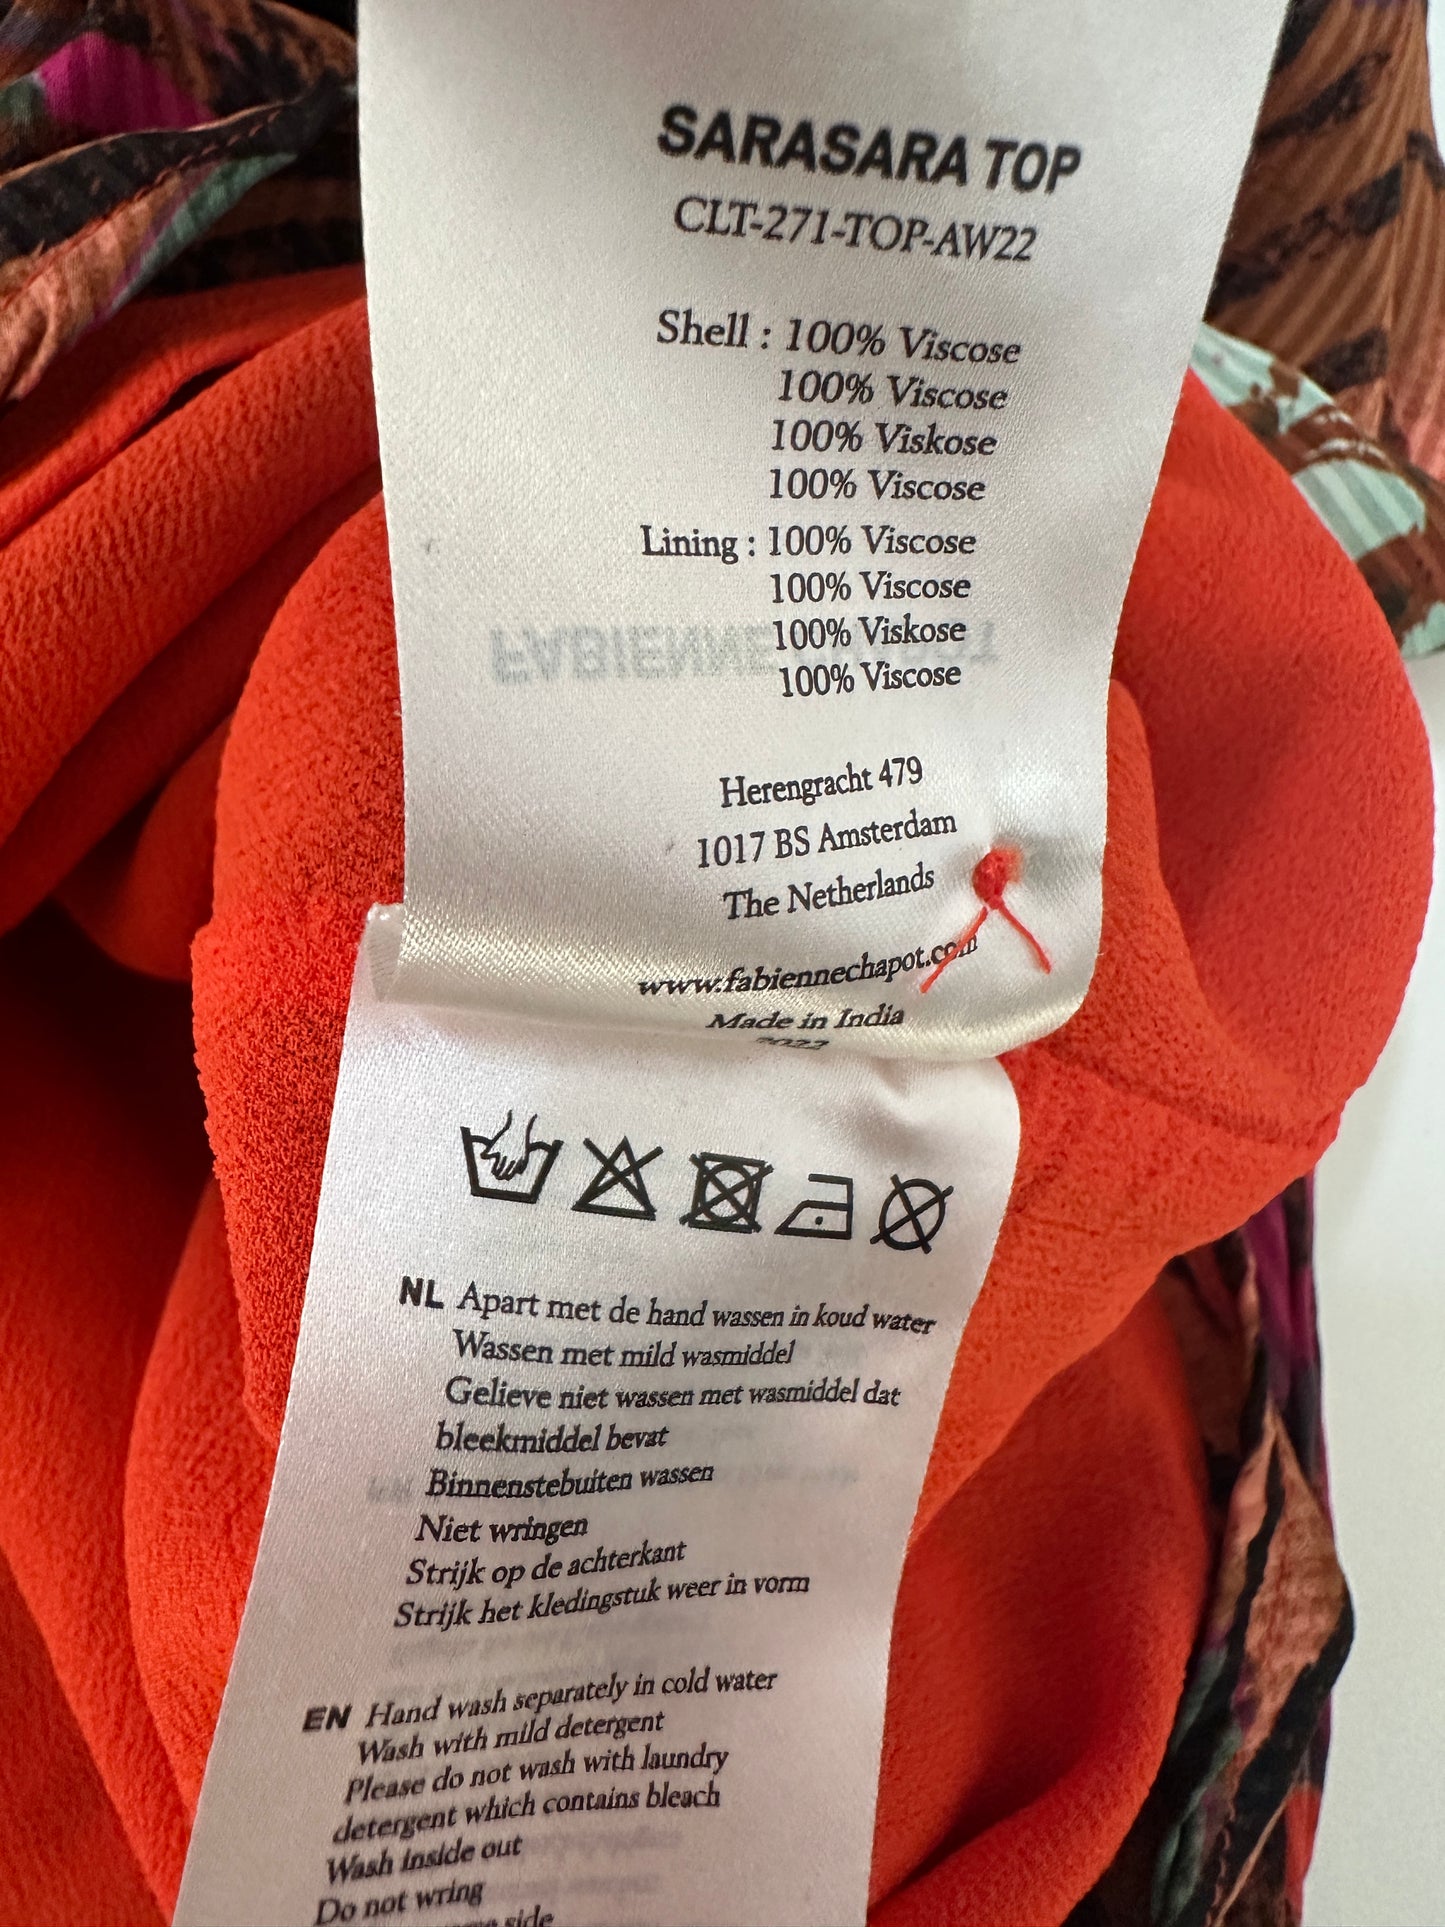 SARASARA TOP
CLT-271-TOP-AW22
Shell : 100% Viscose
100% Viscose
100% Viskose
100% Viscose
Lining : 100% Viscose
100% Viscose
100% Viskose
100% Viscose
Herengracht 479
1017 BS Amsterdam
The Netherlands
www.fabiennechapot.com
Made in India
2022
NL Apart met de hand wassen in koud water
Wassen met mild wasmiddel
Gelieve niet wassen met wasmiddel dat
bleekmiddel bevat
Binnenstebuiten wassen
Niet wringen
Strijk op de achterkant
Strijk het kledingstuk weer in vorm
EN Hand wash separately in cold water
Wash with mild detergent
Please do not wash with laundry
detergent which contains bleach
Wash inside out
Do not wring
side